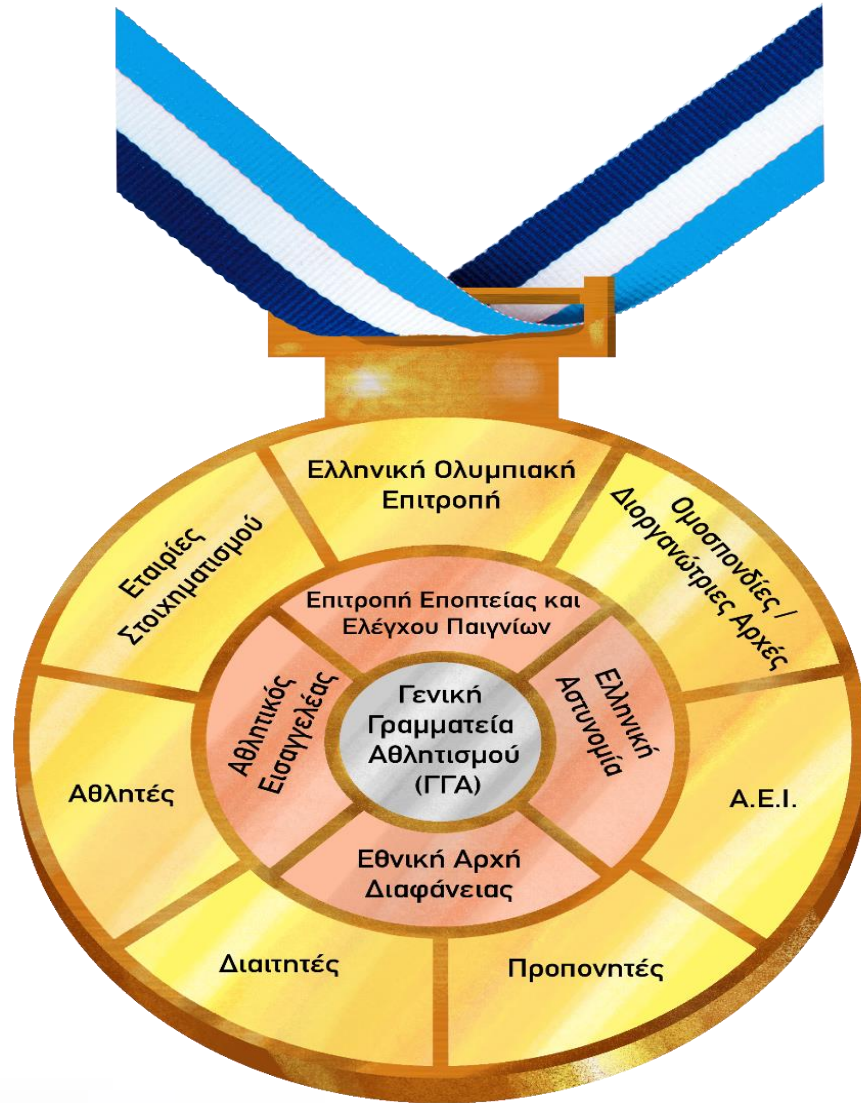 Ελληνική Ολυμπιακή
Επιτροπή
Ομοσπονδίες /
Διοργανώτριες Αρχές
Εταιρίες
Στοιχηματισμού
Επιτροπή Εποπτείας και
Ελέγχου Παιγνίων
Αθλητικός
Εισαγγελέας
Γενική
Γραμματεία
Αθλητισμού
(ΓΓΑ)
Ελληνική
Αστυνομία
Αθλητές
Α.Ε.Ι.
Εθνική Αρχή
Διαφάνειας
Διαιτητές
Προπονητές